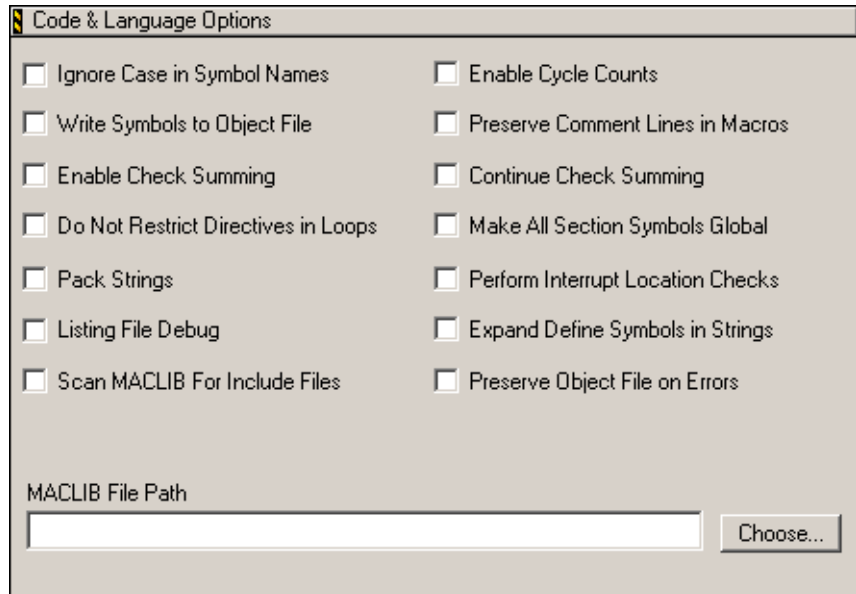 Code & Language Options
Ignore Case in Symbol Names
Enable Cycle Counts
Write Symbols to Object File
Preserve Comment Lines in Macros
Enable Check Summing
Continue Check Summing
Do Not Restrict Directives in Loops
Make All Section Symbols Global
Pack Strings
Perform Interrupt Location Checks
Listing File Debug
Expand Define Symbols in Strings
Scan MACLIB For Include Files
Preserve Object File on Errors
MACLIB File Path
Choose...